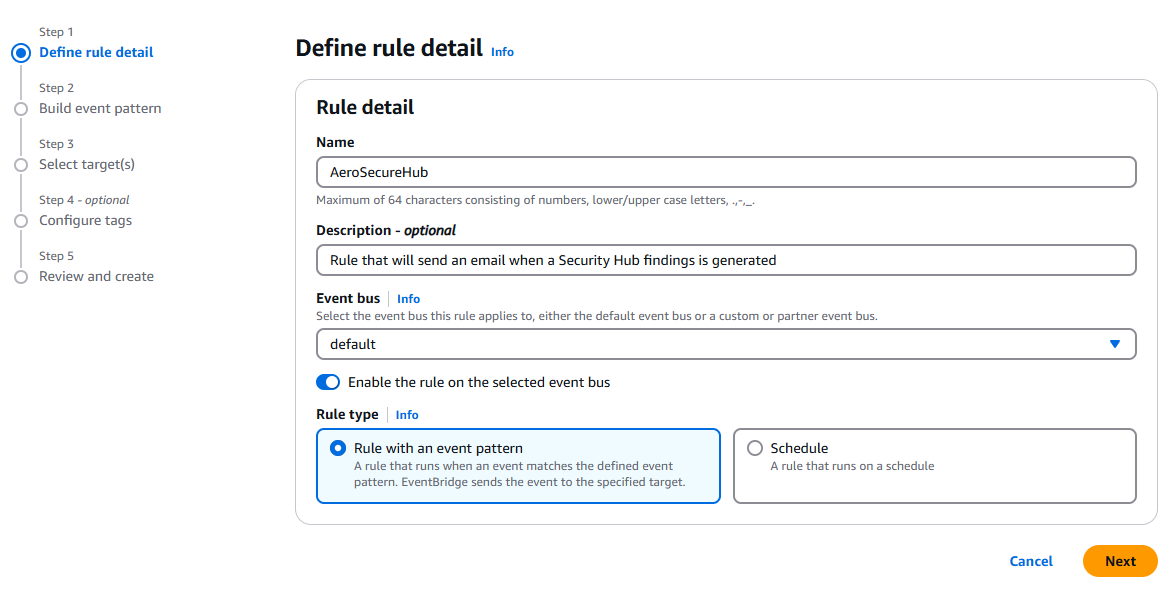 Step 1
Define rule detail
Step 2
Build event pattern
Step 3
Select target(s)
Step 4 - optional
Configure tags
Step 5
Review and create
Define rule detail Info
Rule detail
Name
AeroSecureHub
Maximum of 64 characters consisting of numbers, lower/upper case letters, .,-,_.
Description - optional
Rule that will send an email when a Security Hub findings is generated
Event bus Info
Select the event bus this rule applies to, either the default event bus or a custom or partner event bus.
default
Enable the rule on the selected event bus
Rule type Info
Rule with an event pattern
A rule that runs when an event matches the defined event
pattern. EventBridge sends the event to the specified target.
Schedule
A rule that runs on a schedule
Cancel
Next